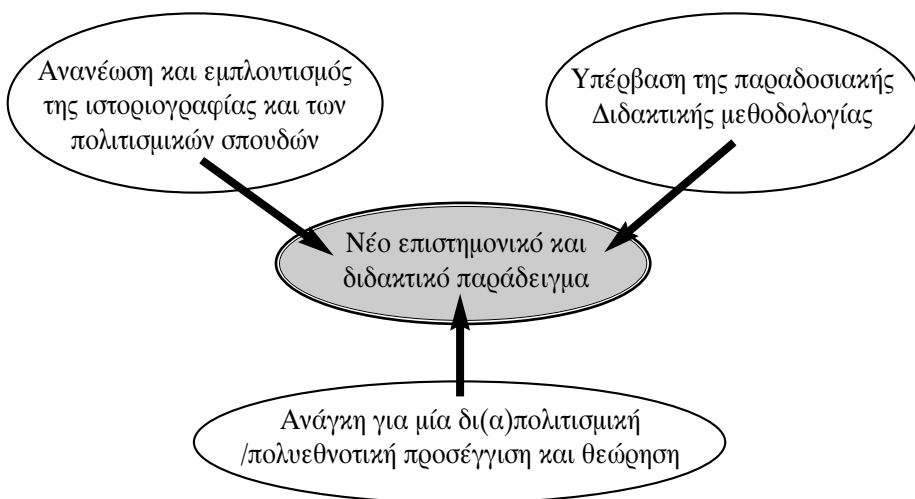 Ανανέωση και εμπλουτισμός
της ιστοριογραφίας και των
πολιτισμικών σπουδών
Υπέρβαση της παραδοσιακής
Διδακτικής μεθοδολογίας
Νέο επιστημονικό και
διδακτικό παράδειγμα
Ανάγκη για μία δι(α)πολιτισμική
/πολυεθνοτική προσέγγιση και θεώρηση